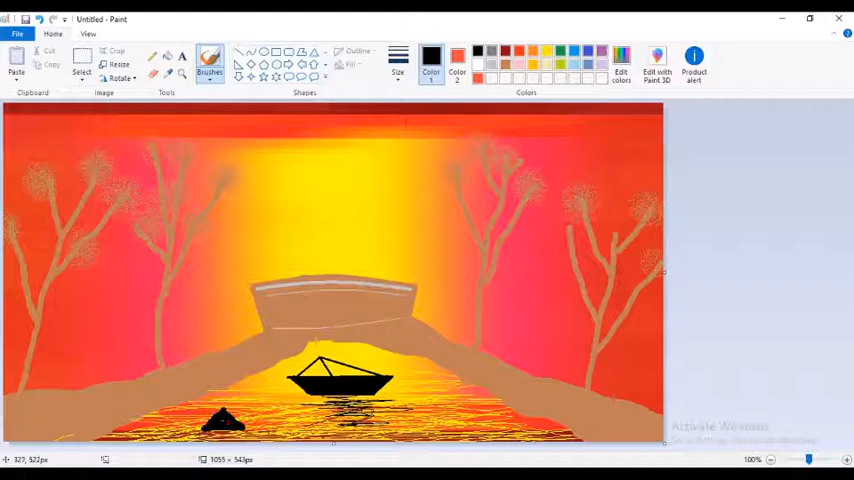 Untitled - Paint
File Home View
Paste
Cut
Copy
Clipboard
Select
Crop
Resize
Rotate
Image
A
Tools
Brushes
Outline
Fill
Shapes
Size
Color 1
Color 2
Edit colors
Edit with Paint 3D
Product alert
Colors
Activate Windows
327, 522px
1055 × 543px
100%